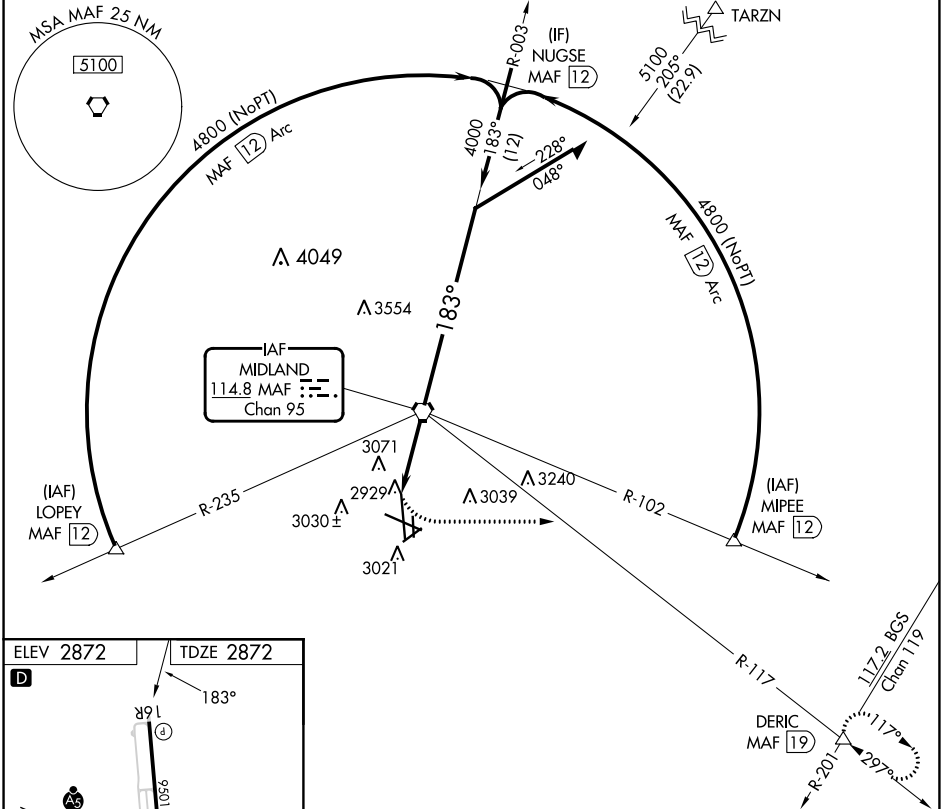 MSA MAF 25 NM
5100
4800 (NoPT)
MAF 12 Arc
R-003
(IF)
NUGSE
MAF 12
TARZN
5100
205°
(22.9)
4000
183°
(12)
228°
048°
4800 (NoPT)
MAF 12 Arc
4049
3554
183°
IAF
MIDLAND
114.8 MAF
Chan 95
3071
2929
3030 ±
3039
3240
3021
R-235
R-102
(IAF)
LOPEY
MAF 12
(IAF)
MIPEE
MAF 12
R-117
117.2 BGS
Chan 119
DERIC
MAF 19
117°
297°
R-201
ELEV 2872
TDZE 2872
D
183°
16R
P
9501
A5